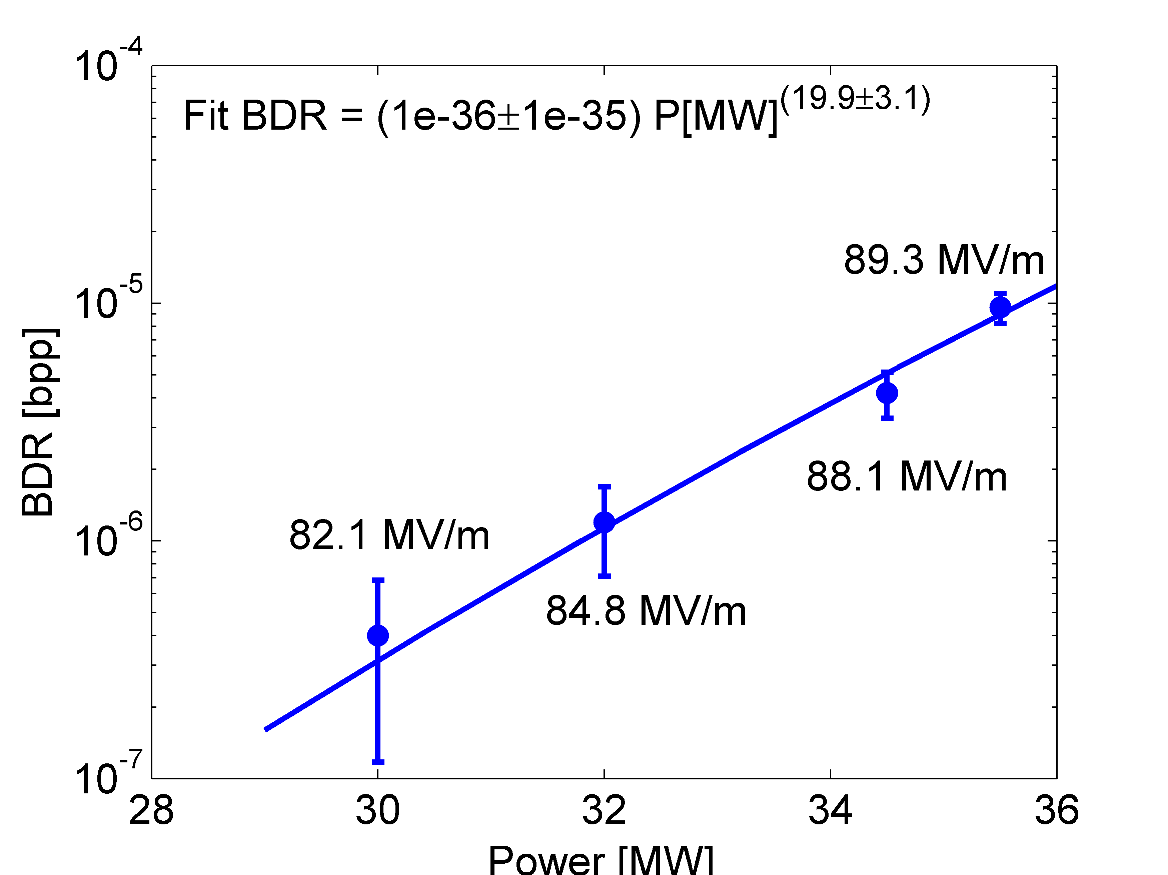 10^-4
Fit BDR = (1e-36±1e-35) P[MW]^(19.9±3.1)
89.3 MV/m
10^-5
88.1 MV/m
82.1 MV/m
10^-6
84.8 MV/m
10^-7
BDR [bpp]
28 30 32 34 36
Power [MW]